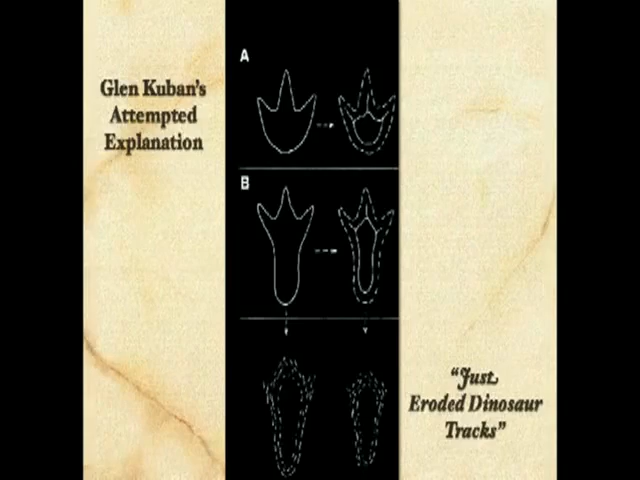 Glen Kuban's
Attempted
Explanation
A
B
"Just
Eroded Dinosaur
Tracks"